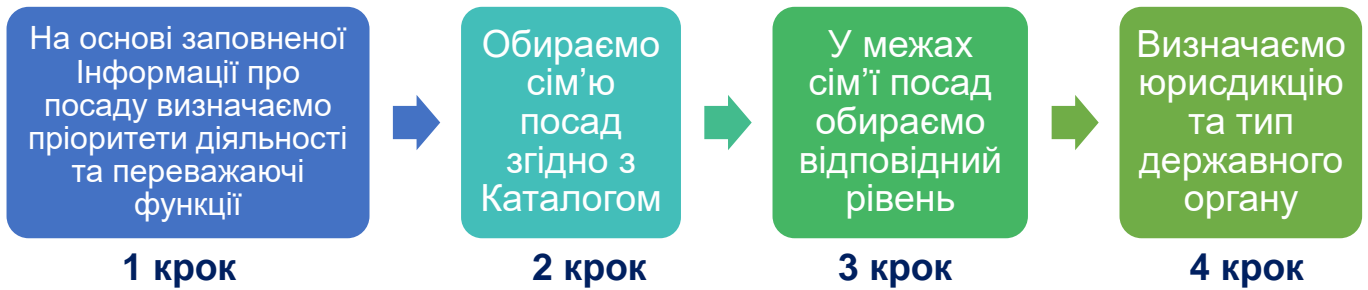 На основі заповненої
Інформації про
посаду визначаємо
пріоритети діяльності
та переважаючі
функції
Обираємо
сім’ю
посад
згідно з
Каталогом
У межах
сім’ї посад
обираємо
відповідний
рівень
Визначаємо
юрисдикцію
та тип
державного
органу
1 крок
2 крок
3 крок
4 крок